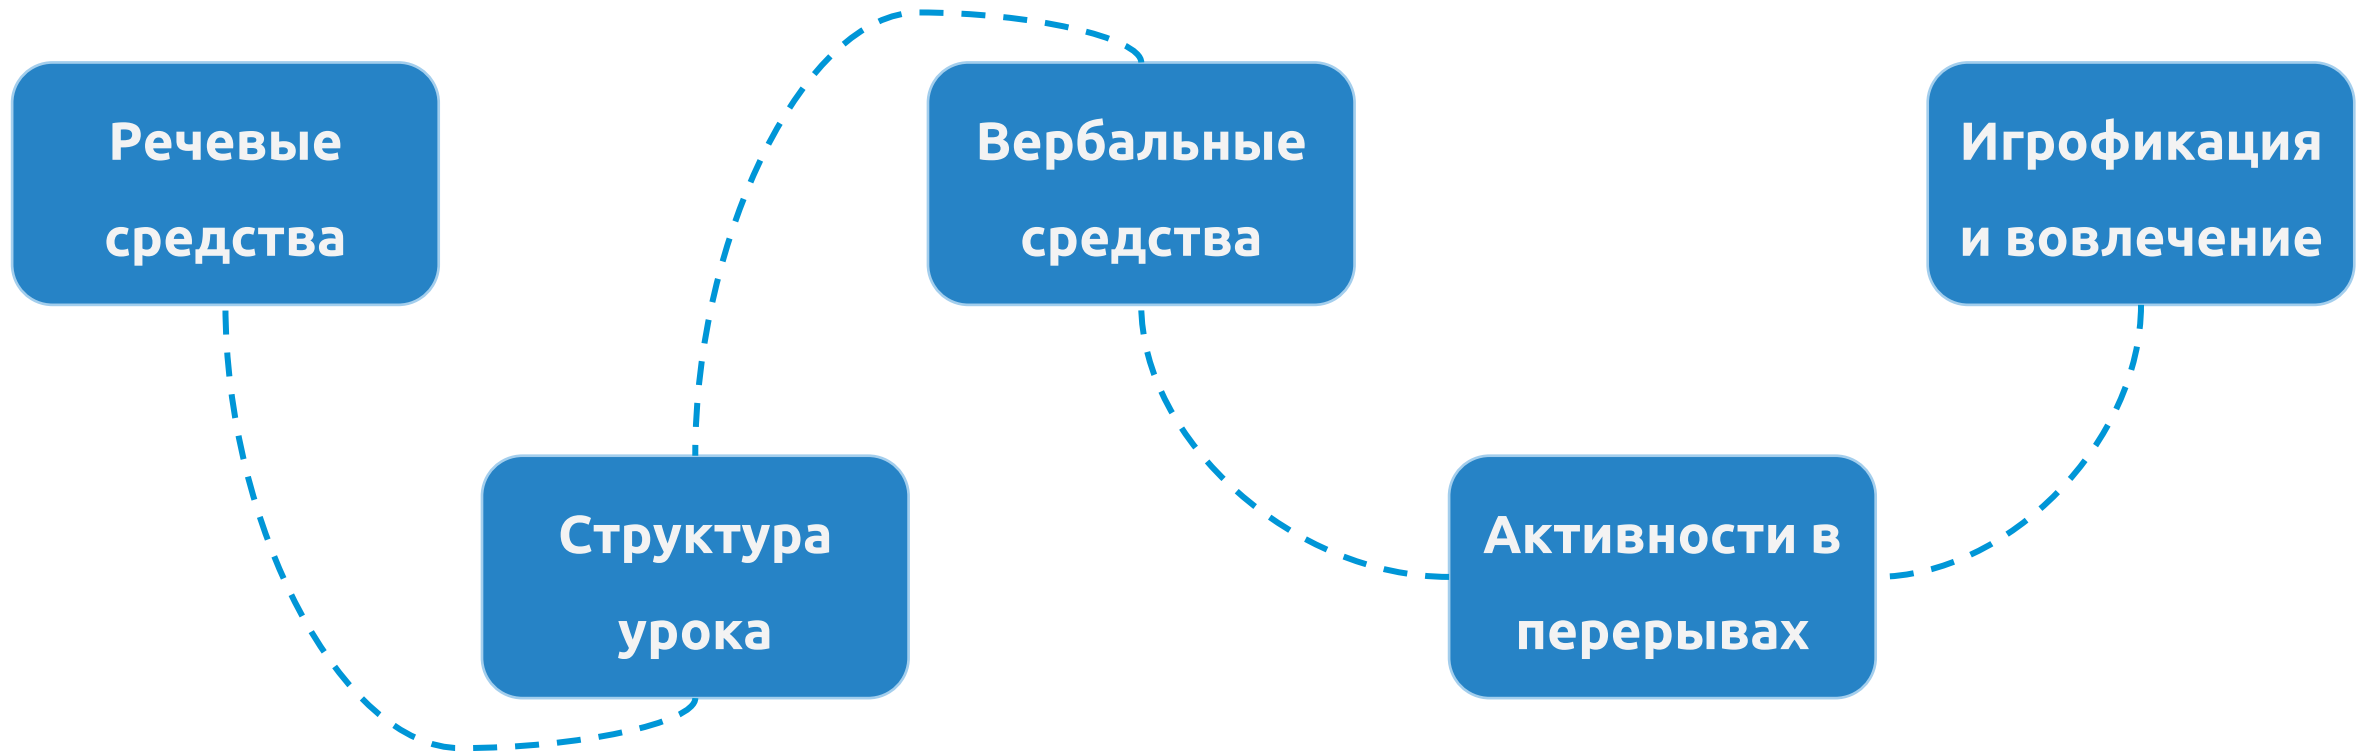 Речевые
средства
Структура
урока
Вербальные
средства
Активности в
перерывах
Игрофикация
и вовлечение